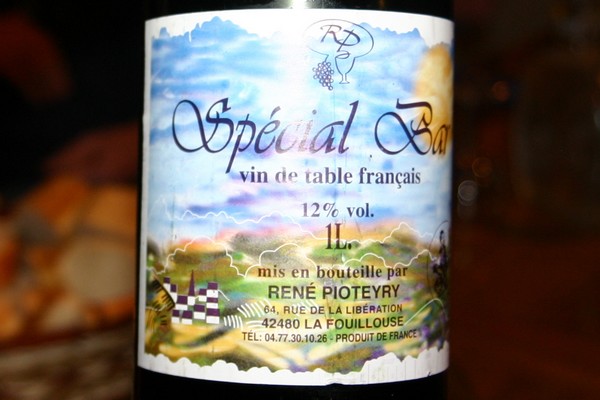 RP
Spécial Bar
vin de table français
12% vol.
1L.
mis en bouteille par
RENÉ PIOTEYRY
64, RUE DE LA LIBÉRATION
42480 LA FOUILLOUSE
TÉL: 04.77.30.10.26 - PRODUIT DE FRANCE